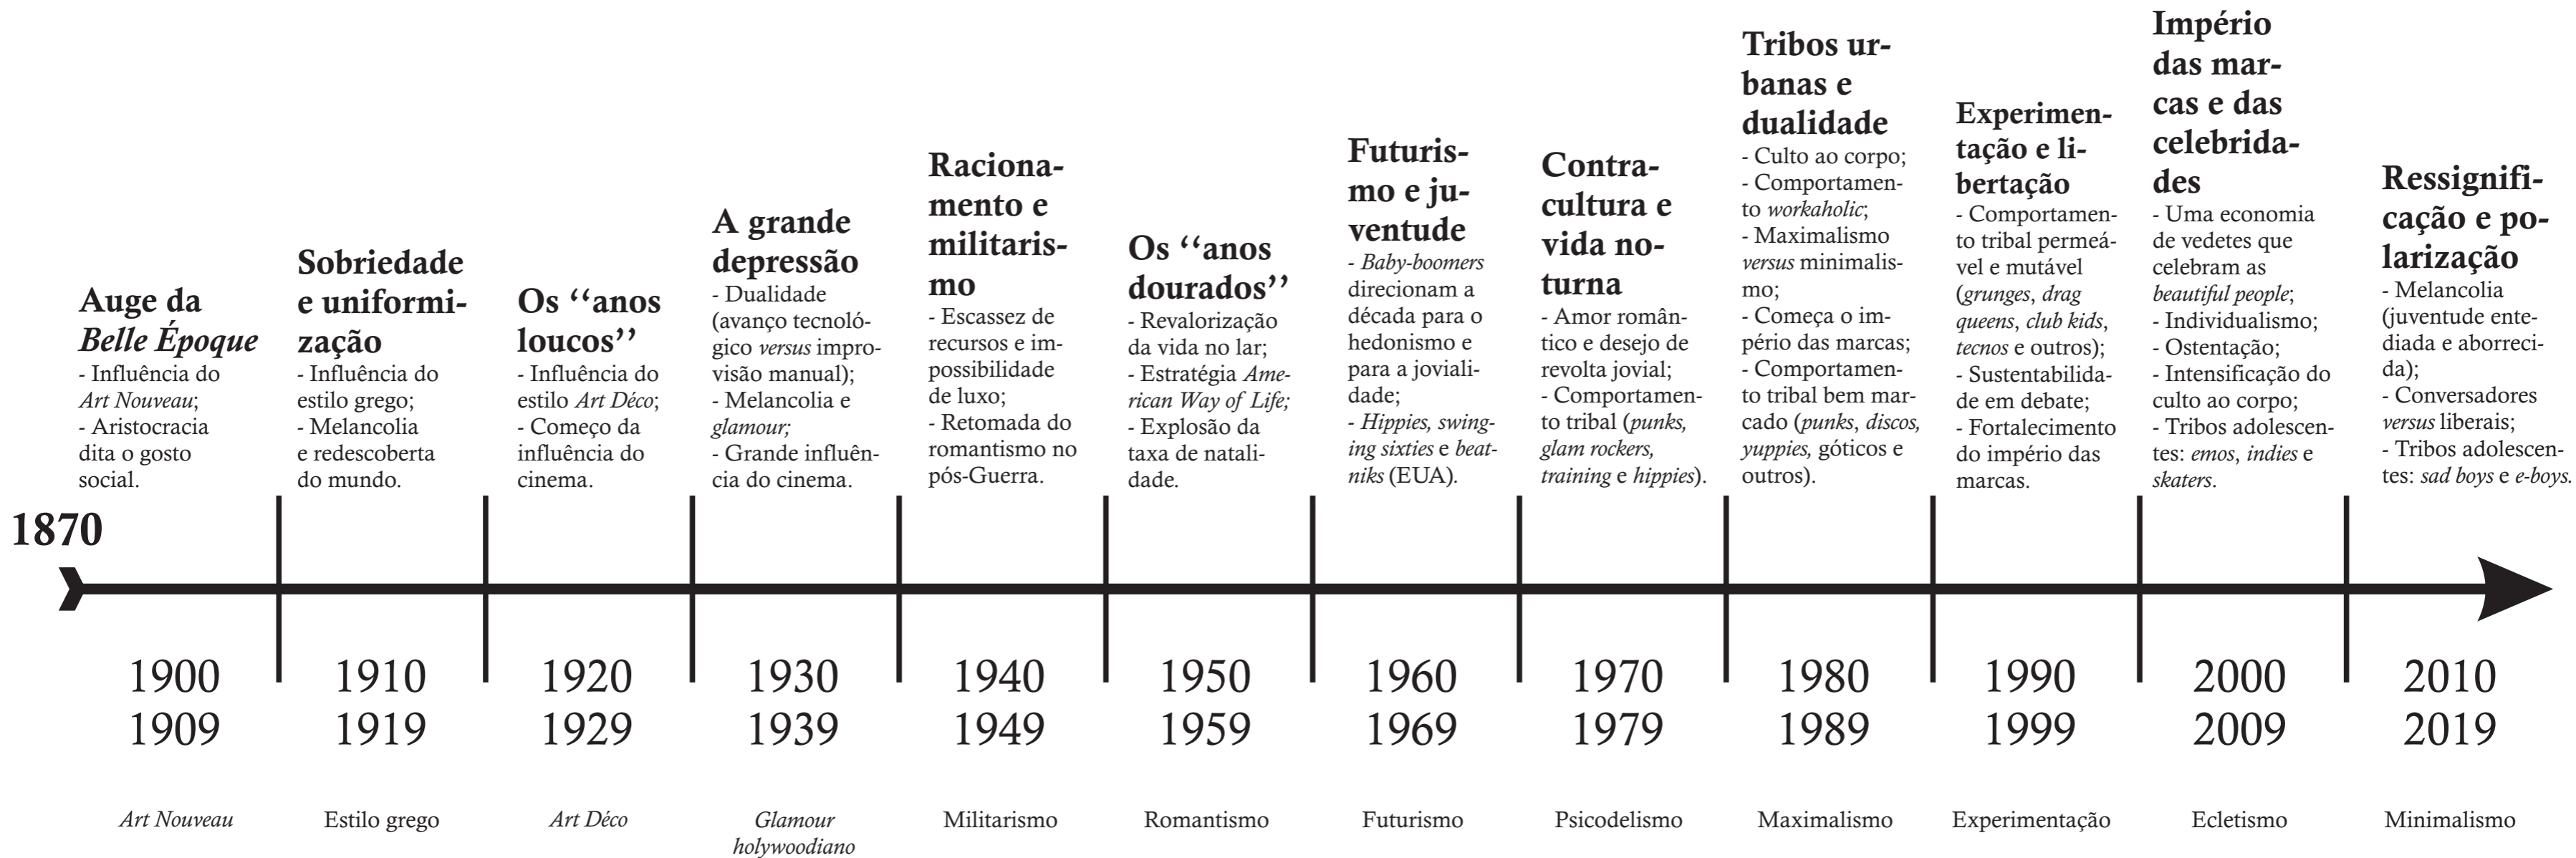 Auge da
Belle Époque
- Influência do
Art Nouveau;
- Aristocracia
dita o gosto
social.
Sobriedade
e uniformi-
zação
- Influência do
estilo grego;
- Melancolia
e redescoberta
do mundo.
Os “anos
loucos”
- Influência do
estilo Art Déco;
- Começo da
influência do
cinema.
A grande
depressão
- Dualidade
(avanço tecnoló-
gico versus impro-
visão manual);
- Melancolia e
glamour;
- Grande influên-
cia do cinema.
Raciona-
mento e
militaris-
mo
- Escassez de
recursos e im-
possibilidade
de luxo;
- Retomada do
romantismo no
pós-Guerra.
Os “anos
dourados”
- Revalorização
da vida no lar;
- Estratégia Ame-
rican Way of Life;
- Explosão da
taxa de natali-
dade.
Futuris-
mo e ju-
ventude
- Baby-boomers
direcionam a
década para o
hedonismo e
para a joviali-
dade;
- Hippies, swing-
ing sixties e beat-
niks (EUA).
Contra-
cultura e
vida no-
turna
- Amor român-
tico e desejo de
revolta jovial;
- Comportamen-
to tribal (punks,
glam rockers,
training e hippies).
Tribos ur-
banas e
dualidade
- Culto ao corpo;
- Comportamen-
to workaholic;
- Maximalismo
versus minimalis-
mo;
- Começa o im-
pério das marcas;
- Comportamen-
to tribal bem mar-
cado (punks, discos,
yuppies, góticos e
outros).
Experimen-
tação e li-
bertação
- Comportamen-
to tribal permeá-
vel e mutável
(grunges, drag
queens, club kids,
tecnos e outros);
- Sustentabilida-
de em debate;
- Fortalecimento
do império das
marcas.
Império
das mar-
cas e das
celebrida-
des
- Uma economia
de vedetes que
celebram as
beautiful people;
- Individualismo;
- Ostentação;
- Intensificação do
culto ao corpo;
- Tribos adolescen-
tes: emos, indies e
skaters.
Ressignifi-
cação e po-
larização
- Melancolia
(juventude ente-
diada e aborreci-
da);
- Conversadores
versus liberais;
- Tribos adolescen-
tes: sad boys e e-boys.
1870
1900 1910 1920 1930 1940 1950 1960 1970 1980 1990 2000 2010
1909 1919 1929 1939 1949 1959 1969 1979 1989 1999 2009 2019
Art Nouveau Estilo grego Art Déco Glamour Militarismo Romantismo Futurismo Psicodelismo Maximalismo Experimentação Ecletismo Minimalismo
holywoodiano